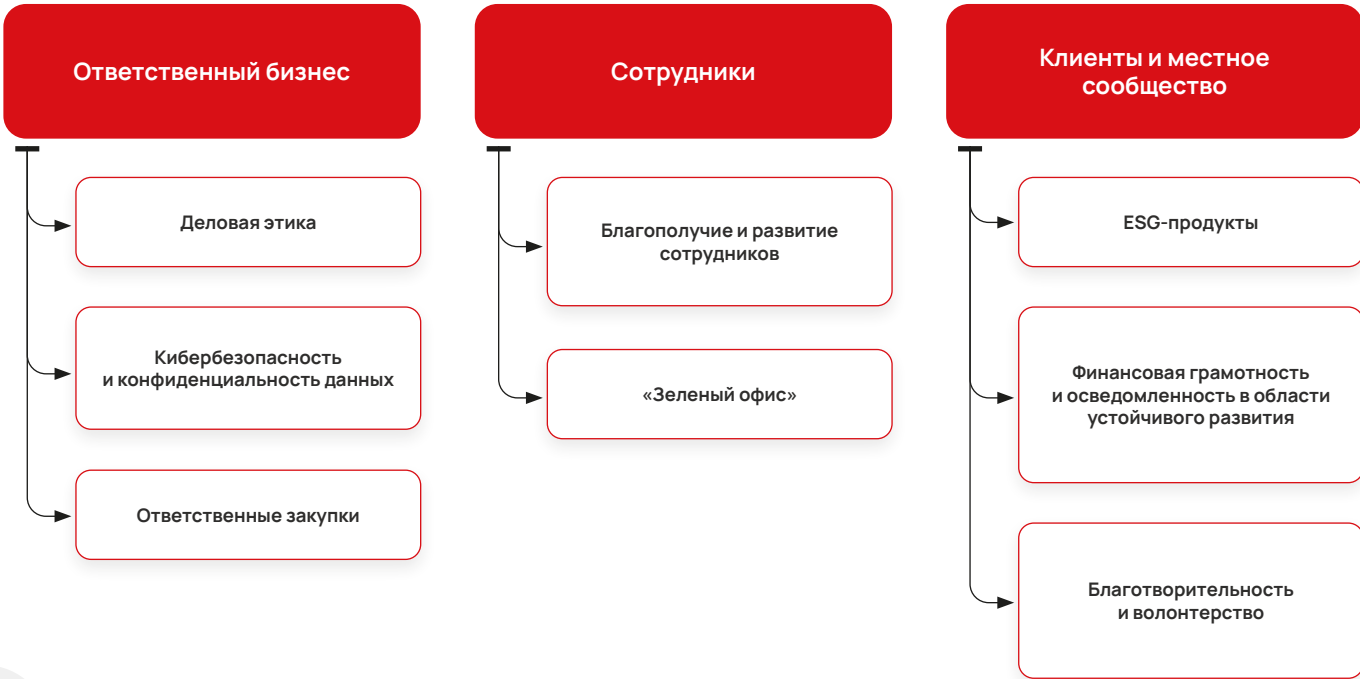 Ответственный бизнес
Деловая этика
Кибербезопасность
и конфиденциальность данных
Ответственные закупки
Сотрудники
Благополучие и развитие
сотрудников
«Зеленый офис»
Клиенты и местное
сообщество
ESG-продукты
Финансовая грамотность
и осведомленность в области
устойчивого развития
Благотворительность
и волонтерство